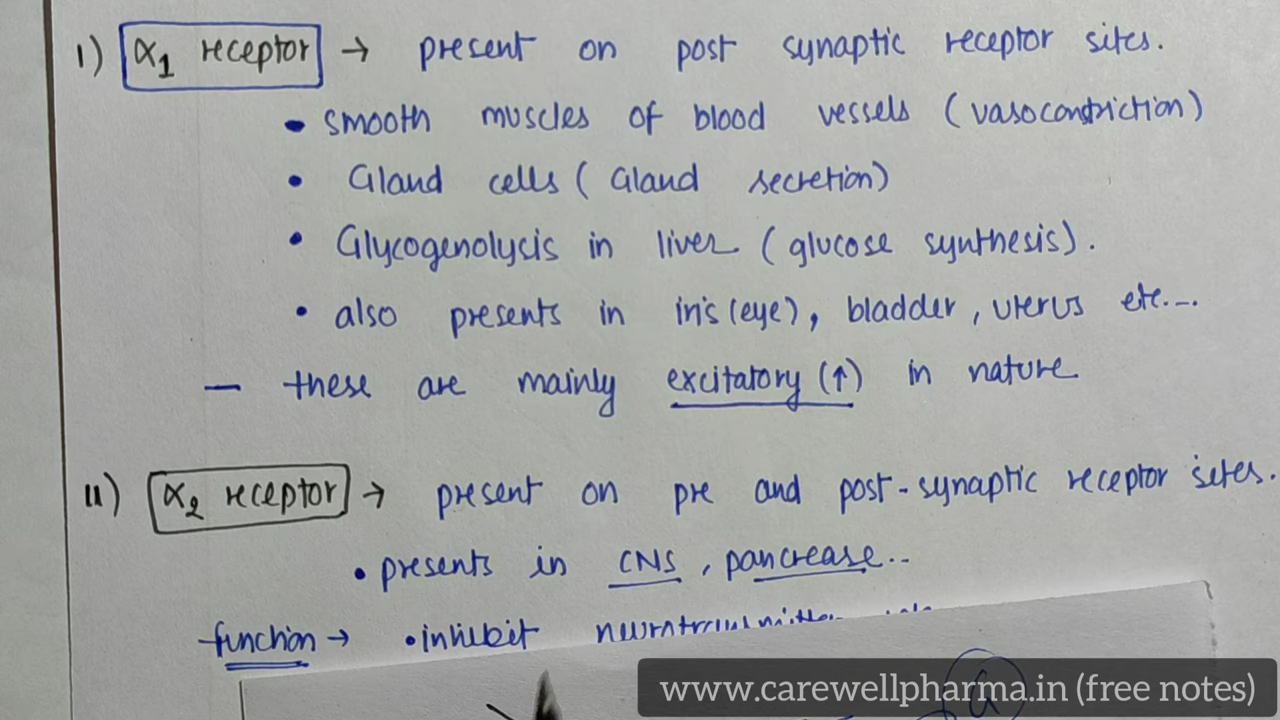 I) α1 receptor → present on post synaptic receptor sites.
• smooth muscles of blood vessels (vasoconstriction)
• Gland cells ( Gland secretion)
• Glycogenolycis in liver ( glucose synthesis).
• also presents in iris (eye), bladder, uterus etc...
— these are mainly excitatory (↑) in nature
II) α2 receptor → present on pre and post-synaptic receptor sites.
• presents in CNS, pancrease..
function → • inhibit
www.carewellpharma.in (free notes)